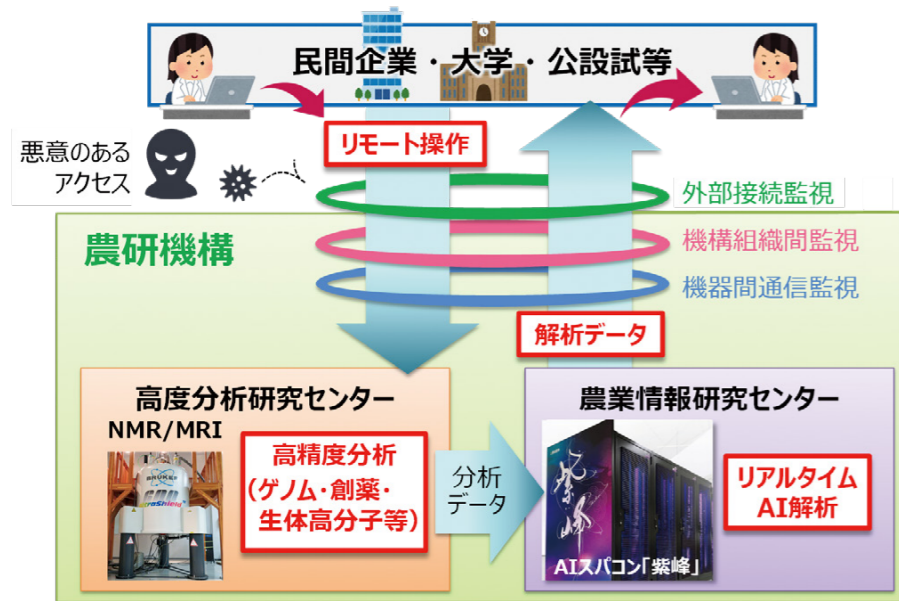 民間企業・大学・公設試等
リモート操作
悪意のある
アクセス
外部接続監視
農研機構
機構組織間監視
機器間通信監視
解析データ
高度分析研究センター
NMR/MRI
BRUKER
高精度分析
(ゲノム・創薬・
生体高分子等)
分析
データ
農業情報研究センター
紫峰
リアルタイム
AI解析
AIスパコン「紫峰」